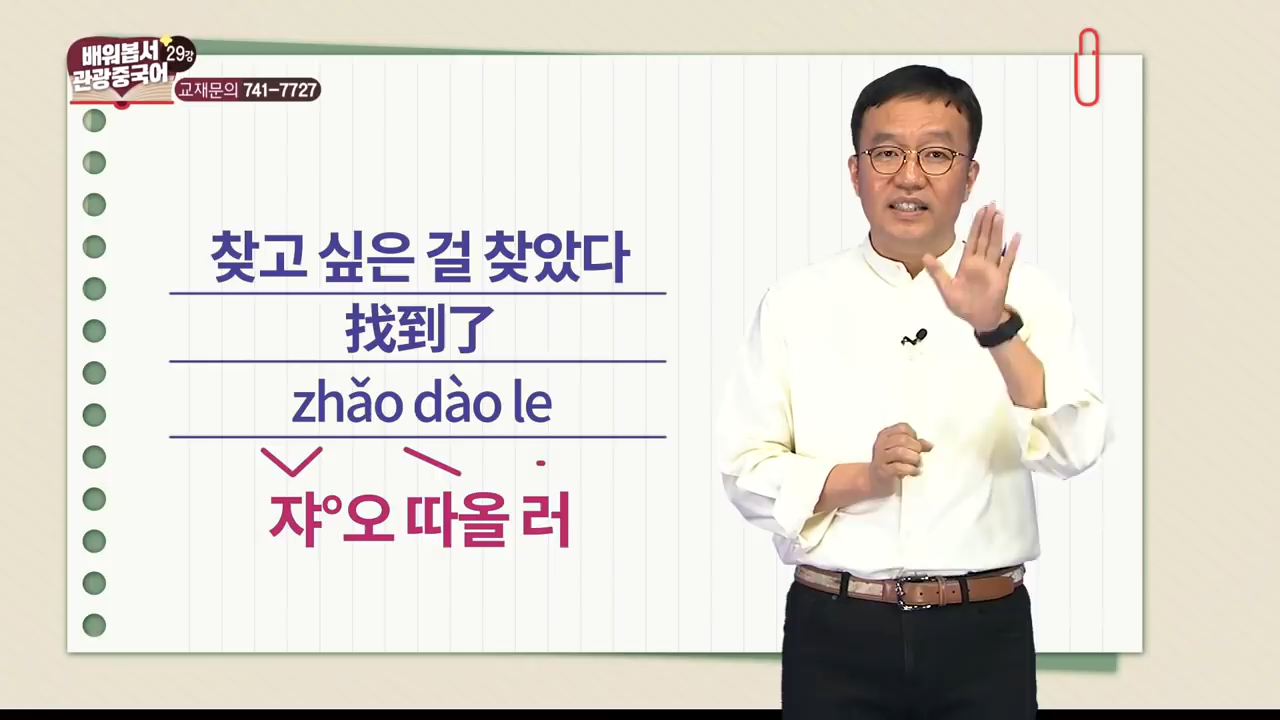 배워봅서 29강
관광중국어
교재문의 741-7727
찾고 싶은 걸 찾았다
找到了
zhǎo dào le
쟈°오 따올 러